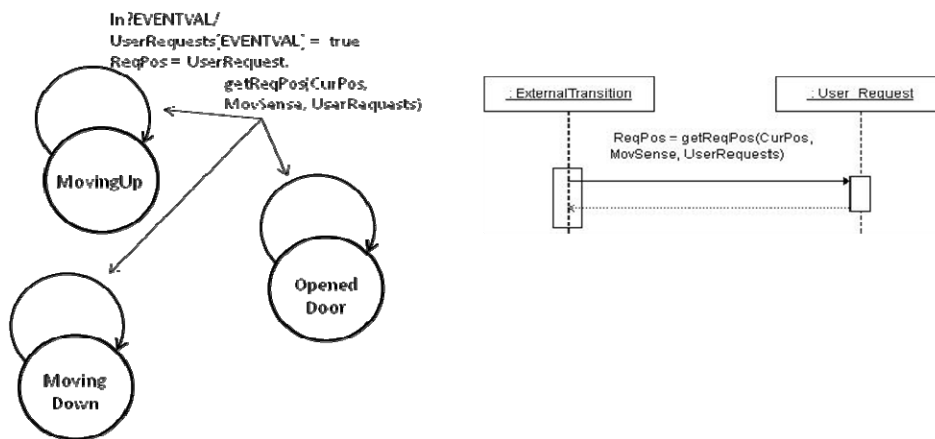 In?EVENTVAL/
UserRequests[EVENTVAL] = true
ReqPos = UserRequest.
getReqPos(CurPos,
MovSense, UserRequests)
MovingUp
Opened
Door
Moving
Down
: ExternalTransition
: User_Request
ReqPos = getReqPos(CurPos,
MovSense, UserRequests)